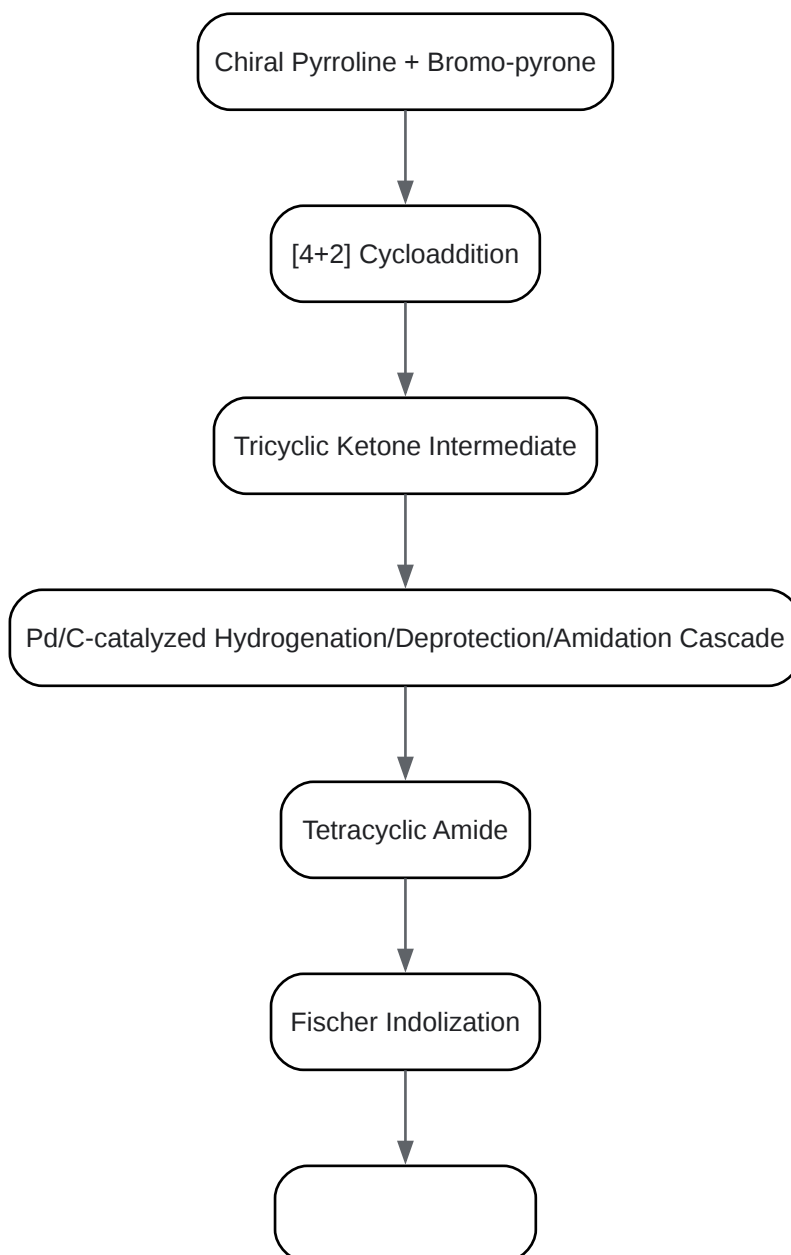 Chiral Pyrroline + Bromo-pyrone
[4+2] Cycloaddition
Tricyclic Ketone Intermediate
Pd/C-catalyzed Hydrogenation/Deprotection/Amidation Cascade
Tetracyclic Amide
Fischer Indolization